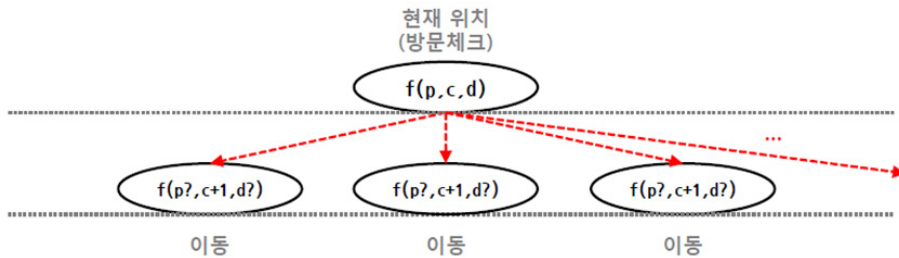 현재 위치
(방문체크)
f(p,c,d)
...
f(p?,c+1,d?)
f(p?,c+1,d?)
f(p?,c+1,d?)
이동
이동
이동